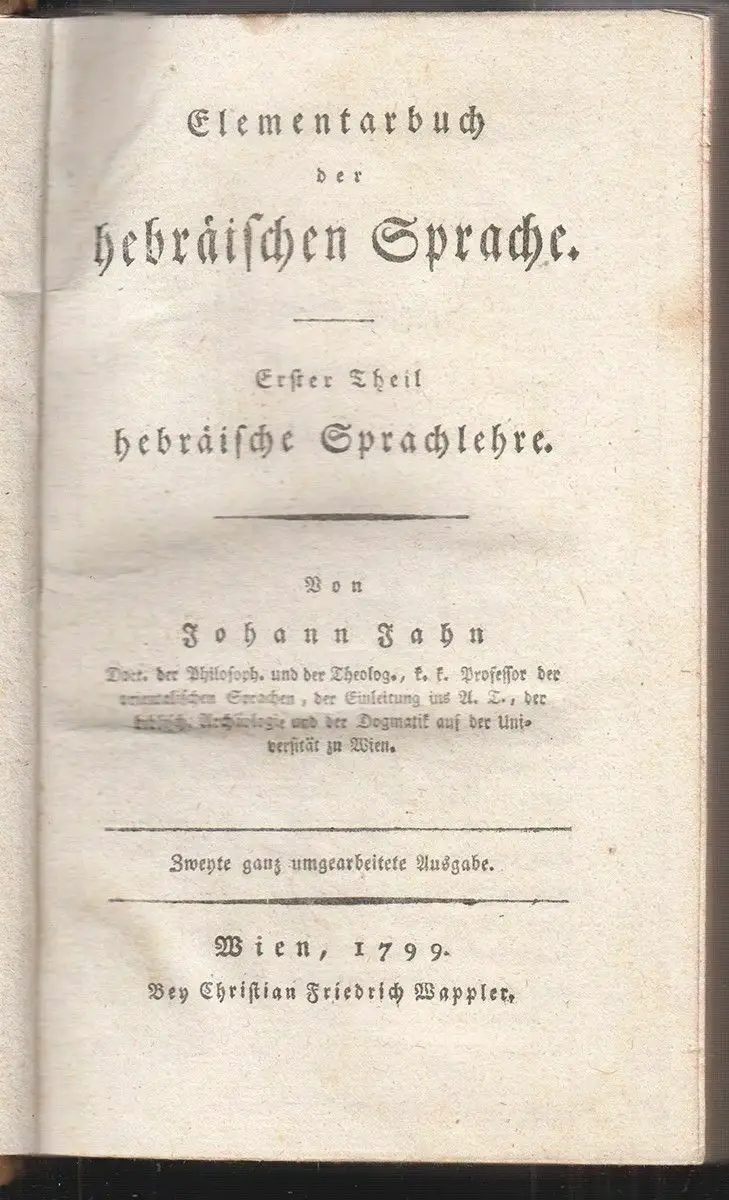 Elementarbuch
der
hebräiſchen Sprache.
Erſter Theil
hebräiſche Sprachlehre.
Von
Johann Jahn
Doct. der Philoſoph. und der Theolog., k. k. Profeſſor der
orientaliſchen Sprachen, der Einleitung ins A. T., der
bibliſch. Archäologie und der Dogmatik auf der Uni-
verſität zu Wien.
Zweyte ganz umgearbeitete Ausgabe.
Wien, 1799.
Bey Chriſtian Friedrich Wappler.